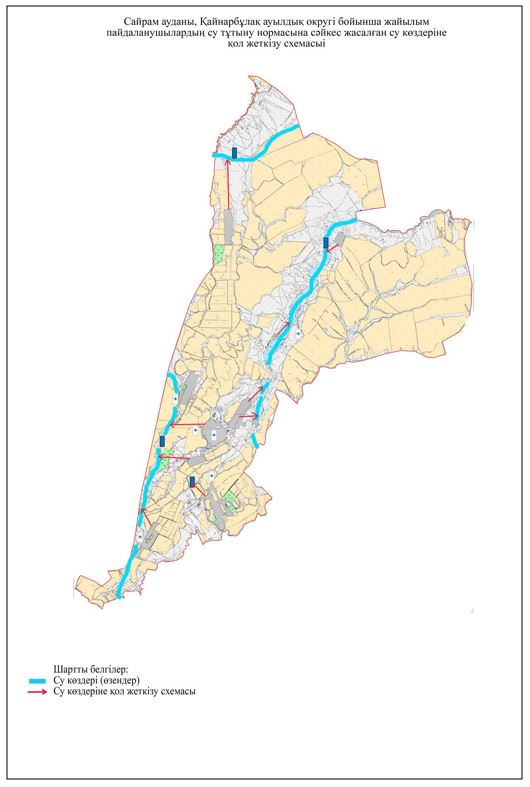 Сайрам ауданы, Қайнарбұлақ ауылдық округі бойынша жайылым
пайдаланушылардың су тұтыну нормасына сәйкес жасалған су көздеріне
қол жеткізу схемасыі
Шартты белгілер:
Су көздері (өзендер)
Су көздеріне қол жеткізу схемасы